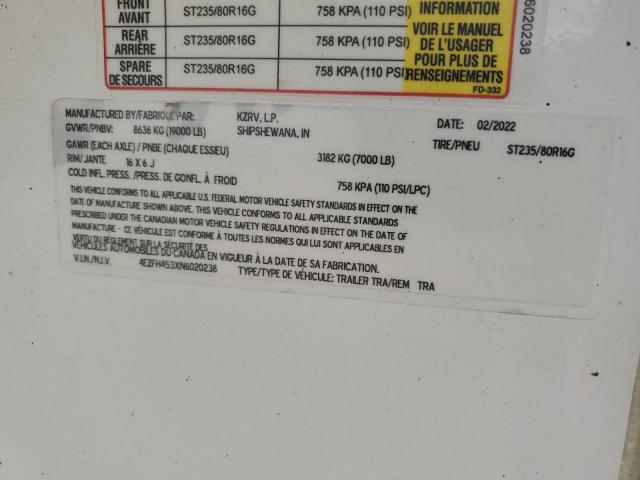 FRONT AVANT ST235/80R16G 758 KPA (110 PSI)
REAR ARRIÈRE ST235/80R16G 758 KPA (110 PSI)
SPARE DE SECOURS ST235/80R16G 758 KPA (110 PSI)
INFORMATION
VOIR LE MANUEL
DE L'USAGER
POUR PLUS DE
RENSEIGNEMENTS
FD-332
6020238
MANUFACTURED BY/FABRIQUE PAR: KZRV, L.P. DATE: 02/2022
GVWR/PNBV: 8636 KG (19000 LB) SHIPSHEWANA, IN TIRE/PNEU ST235/80R16G
GAWR (EACH AXLE) / PNBE (CHAQUE ESSIEU) 3182 KG (7000 LB)
RIM/JANTE 16 X 6 J
COLD INFL. PRESS. /PRESS. DE GONFL. À FROID 758 KPA (110 PSI/LPC)
THIS VEHICLE CONFORMS TO ALL APPLICABLE U.S. FEDERAL MOTOR VEHICLE SAFETY STANDARDS IN EFFECT ON THE
DATE OF MANUFACTURE SHOWN ABOVE. THIS VEHICLE CONFORMS TO ALL APPLICABLE STANDARDS
PRESCRIBED UNDER THE CANADIAN MOTOR VEHICLE SAFETY REGULATIONS IN EFFECT ON THE DATE OF
MANUFACTURE - CE VÉHICULE EST CONFORME À TOUTES LES NORMES QUI LUI SONT APPLICABLES EN
VERTU DU RÈGLEMENT SUR LA SÉCURITÉ DES
VÉHICULES AUTOMOBILES DU CANADA EN VIGUEUR À LA DATE DE SA FABRICATION.
V.I.N./N.I.V. 4EZFH453XN6020238 TYPE/TYPE DE VÉHICULE: TRAILER TRA/REM TRA